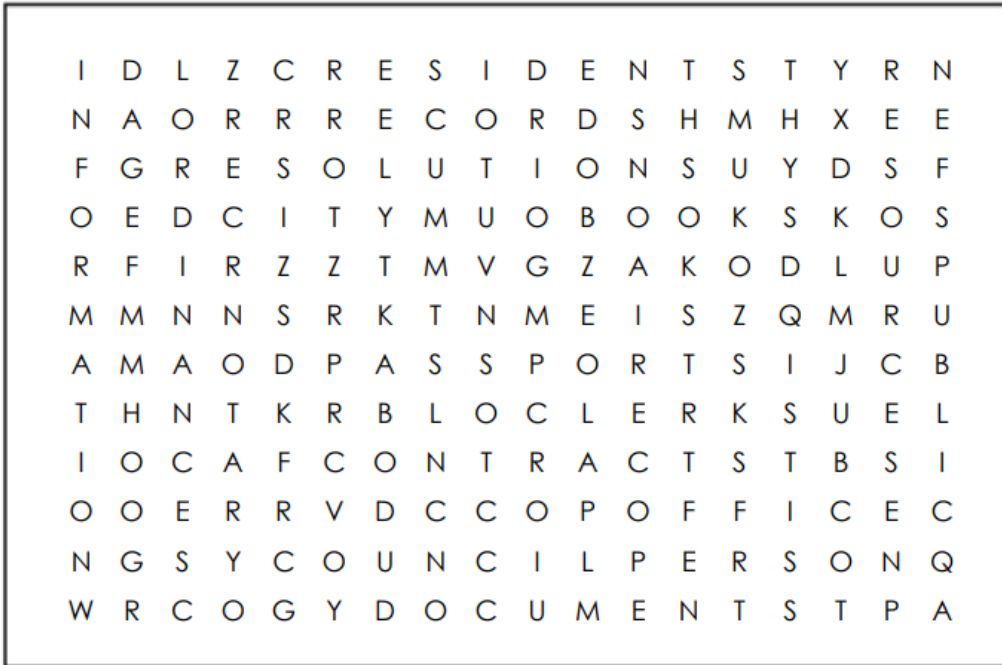 I D L Z C R E S I D E N T S T Y R N
N A O R R R E C O R D S H M H X E E
F G R E S O L U T I O N S U Y D S F
O E D C I T Y M U O B O O K S K O S
R F I R Z Z T M V G Z A K O D L U P
M M N N S R K T N M E I S Z Q M R U
A M A O D P A S S P O R T S I J C B
T H N T K R B L O C L E R K S U E L
I O C A F C O N T R A C T S T B S I
O O E R R V D C C O P O F F I C E C
N G S Y C O U N C I L P E R S O N Q
W R C O G Y D O C U M E N T S T P A